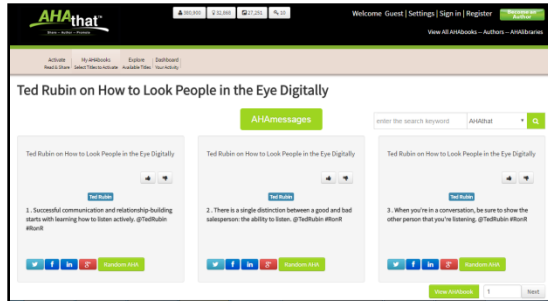 AHAthat™
Share – Author – Promote
Welcome Guest | Settings | Sign in | Register
Become an Author
View All AHAbooks – Authors – AHAlibraries
Activate My AHAbooks Explore Dashboard
Read & Share Select Titles to Activate Available Titles Your Activity
Ted Rubin on How to Look People in the Eye Digitally
AHAmessages
enter the search keyword AHAthat
Ted Rubin on How to Look People in the Eye Digitally
Ted Rubin
1 . Successful communication and relationship-building
starts with learning how to listen actively. @TedRubin
#RonR
Random AHA
Ted Rubin on How to Look People in the Eye Digitally
Ted Rubin
2 . There is a single distinction between a good and bad
salesperson: the ability to listen. @TedRubin #RonR
Random AHA
Ted Rubin on How to Look People in the Eye Digitally
Ted Rubin
3 . When you're in a conversation, be sure to show the
other person that you're listening. @TedRubin #RonR
Random AHA
View AHAbook 1 Next